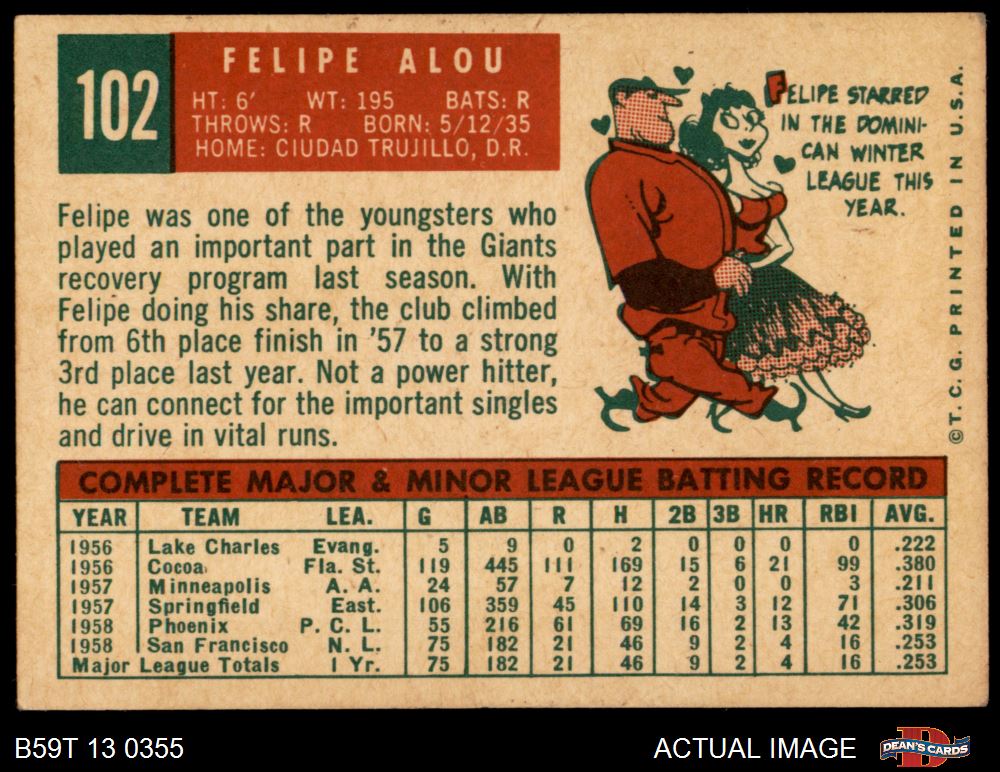 102
FELIPE ALOU
HT: 6' WT: 195 BATS: R
THROWS: R BORN: 5/12/35
HOME: CIUDAD TRUJILLO, D.R.
Felipe was one of the youngsters who
played an important part in the Giants
recovery program last season. With
Felipe doing his share, the club climbed
from 6th place finish in '57 to a strong
3rd place last year. Not a power hitter,
he can connect for the important singles
and drive in vital runs.
FELIPE STARRED
IN THE DOMINI-
CAN WINTER
LEAGUE THIS
YEAR.
© T. C. G. PRINTED IN U.S.A.
COMPLETE MAJOR & MINOR LEAGUE BATTING RECORD
YEAR TEAM LEA. G AB R H 2B 3B HR RBI AVG.
1956 Lake Charles Evang. 5 9 0 2 0 0 0 0 .222
1956 Cocoa Fla. St. 119 445 111 169 15 6 21 99 .380
1957 Minneapolis A. A. 24 57 7 12 2 0 0 3 .211
1957 Springfield East. 106 359 45 110 14 3 12 71 .306
1958 Phoenix P. C. L. 55 216 61 69 16 2 13 42 .319
1958 San Francisco N. L. 75 182 21 46 9 2 4 16 .253
Major League Totals 1 Yr. 75 182 21 46 9 2 4 16 .253
B59T 13 0355
ACTUAL IMAGE
D
DEAN'S CARDS